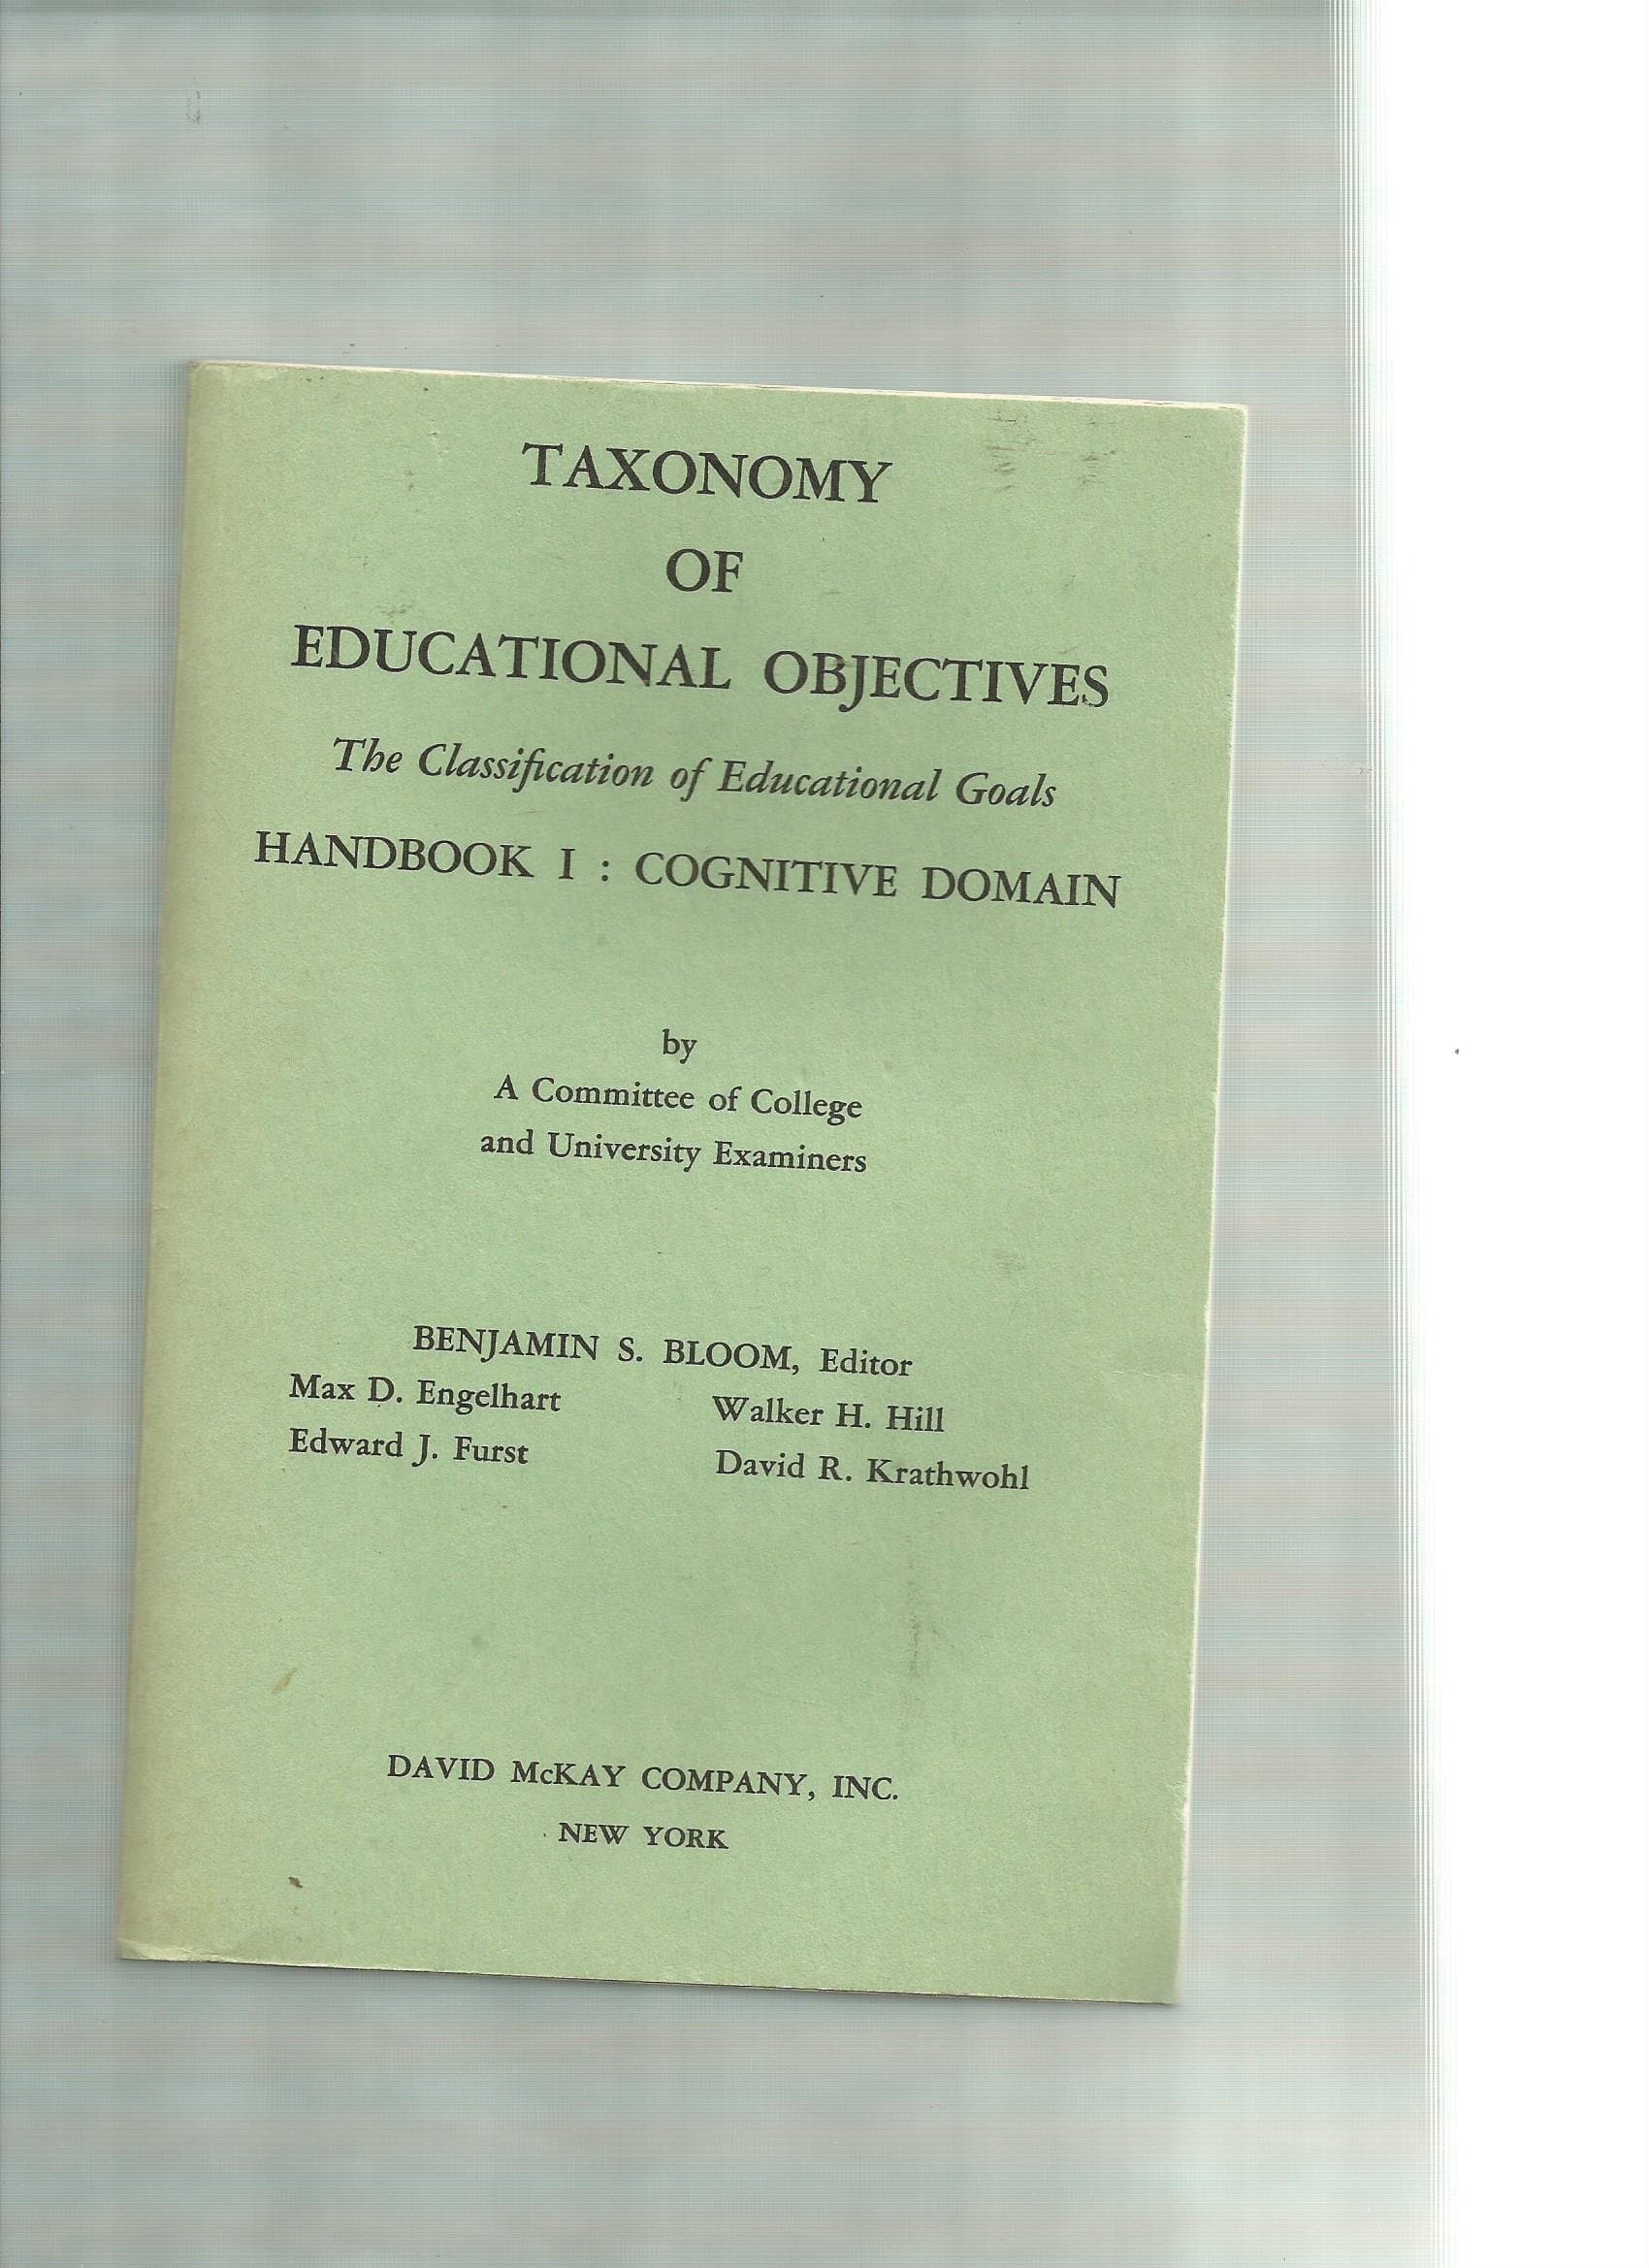 TAXONOMY
OF
EDUCATIONAL OBJECTIVES
The Classification of Educational Goals
HANDBOOK I : COGNITIVE DOMAIN
by
A Committee of College
and University Examiners
BENJAMIN S. BLOOM, Editor
Max D. Engelhart Walker H. Hill
Edward J. Furst David R. Krathwohl
DAVID McKAY COMPANY, INC.
NEW YORK